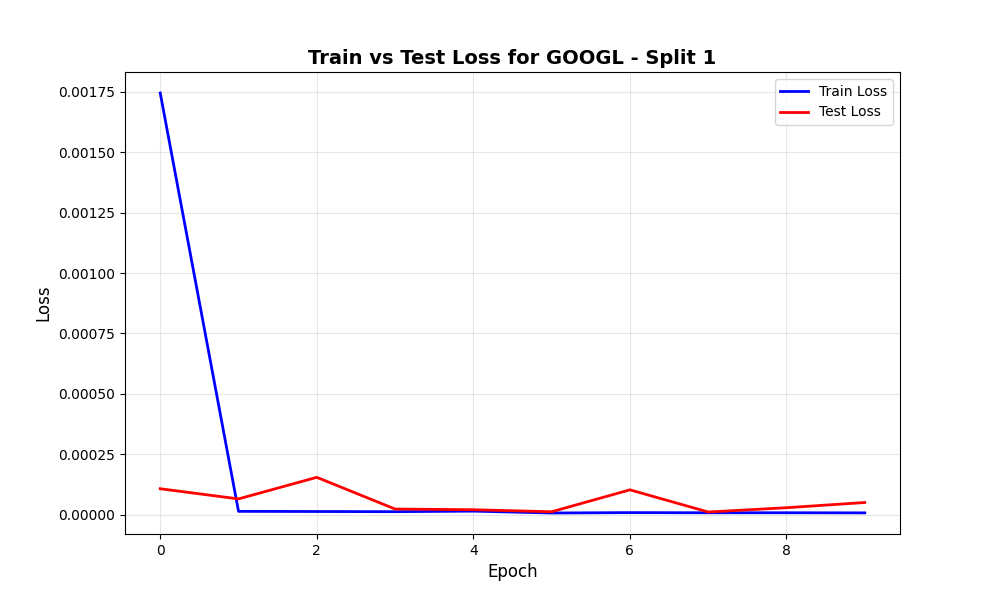 Train vs Test Loss for GOOGL - Split 1
Train Loss
Test Loss
0.00175
0.00150
0.00125
0.00100
0.00075
0.00050
0.00025
0.00000
Loss
0 2 4 6 8
Epoch